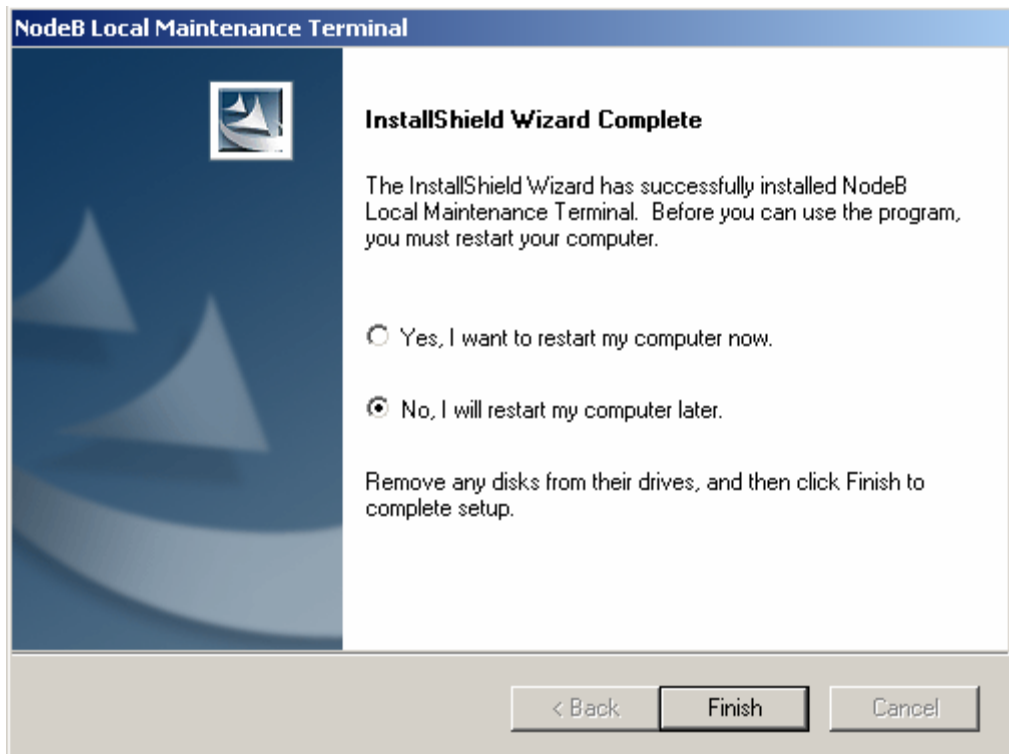 NodeB Local Maintenance Terminal
InstallShield Wizard Complete
The InstallShield Wizard has successfully installed NodeB
Local Maintenance Terminal. Before you can use the program,
you must restart your computer.
Yes, I want to restart my computer now.
No, I will restart my computer later.
Remove any disks from their drives, and then click Finish to
complete setup.
< Back Finish Cancel